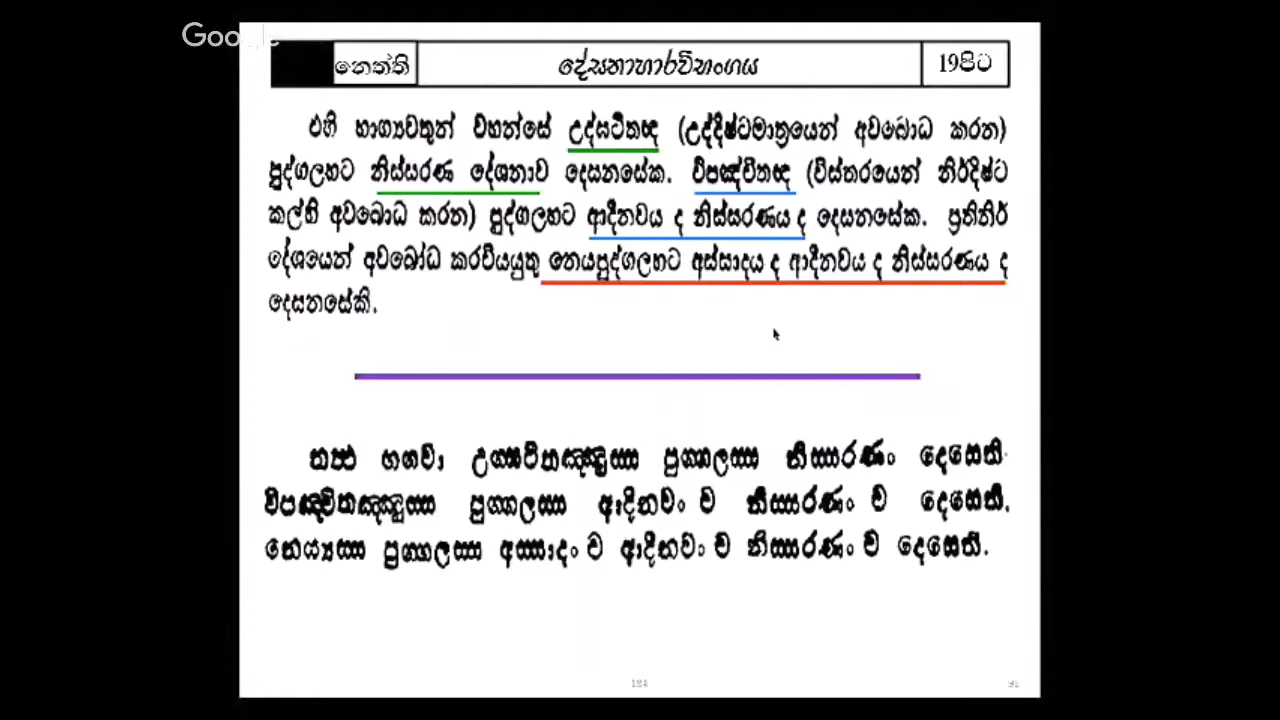 Google
නෙත්ති
දේසනාහාරවිභංගය
19පිට
එහි භාග්‍යවතුන් වහන්සේ උද්ඝටිතඥ (උද්දිෂ්ටමාත්‍රයෙන් අවබොධ කරන)
පුද්ගලහට නිස්සරණ දේශනාව දෙසනසේක. විපඤ්චිතඥ (විස්තරයෙන් නිර්දිෂ්ට
කල්හි අවබොධ කරන) පුද්ගලහට ආදීනවය ද නිස්සරණය ද දෙසනසේක. ප්‍රතිනිර්
දේශයෙන් අවබෝධ කරවියයුතු නෙයපුද්ගලහට අස්සාදය ද ආදීනවය ද නිස්සරණය ද
දෙසනසේකි.
තත්‍ථ භගවා උග්ඝටිතඤ්ඤුස්ස පුග්ගලස්ස නිස්සරණං දෙසෙති
විපඤ්චිතඤ්ඤුස්ස පුග්ගලස්ස ආදීනවං ච නිස්සරණං ච දෙසෙති.
නෙය්‍යස්ස පුග්ගලස්ස අස්සාදං ච ආදීනවං ච නිස්සරණං ච දෙසෙති.
184